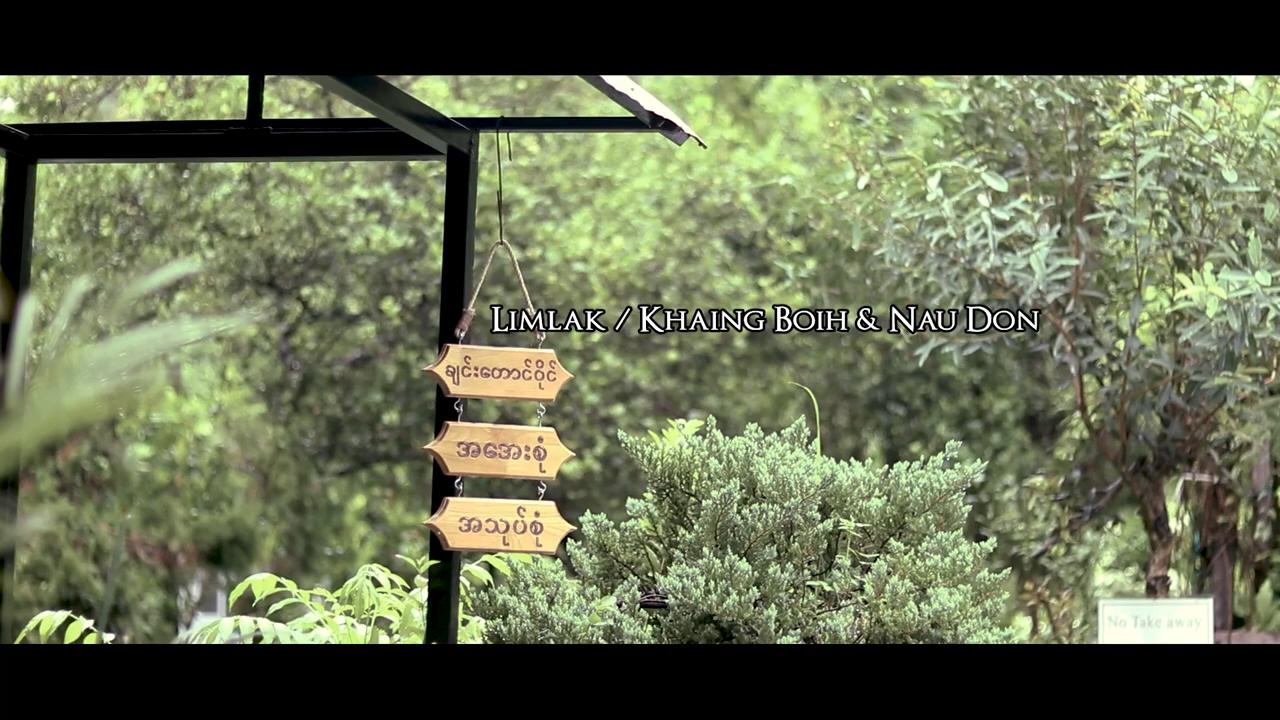 Limlak / Khaing Boih & Nau Don
ချင်းတောင်ဝိုင်
အအေးစုံ
အသုပ်စုံ
No Take away